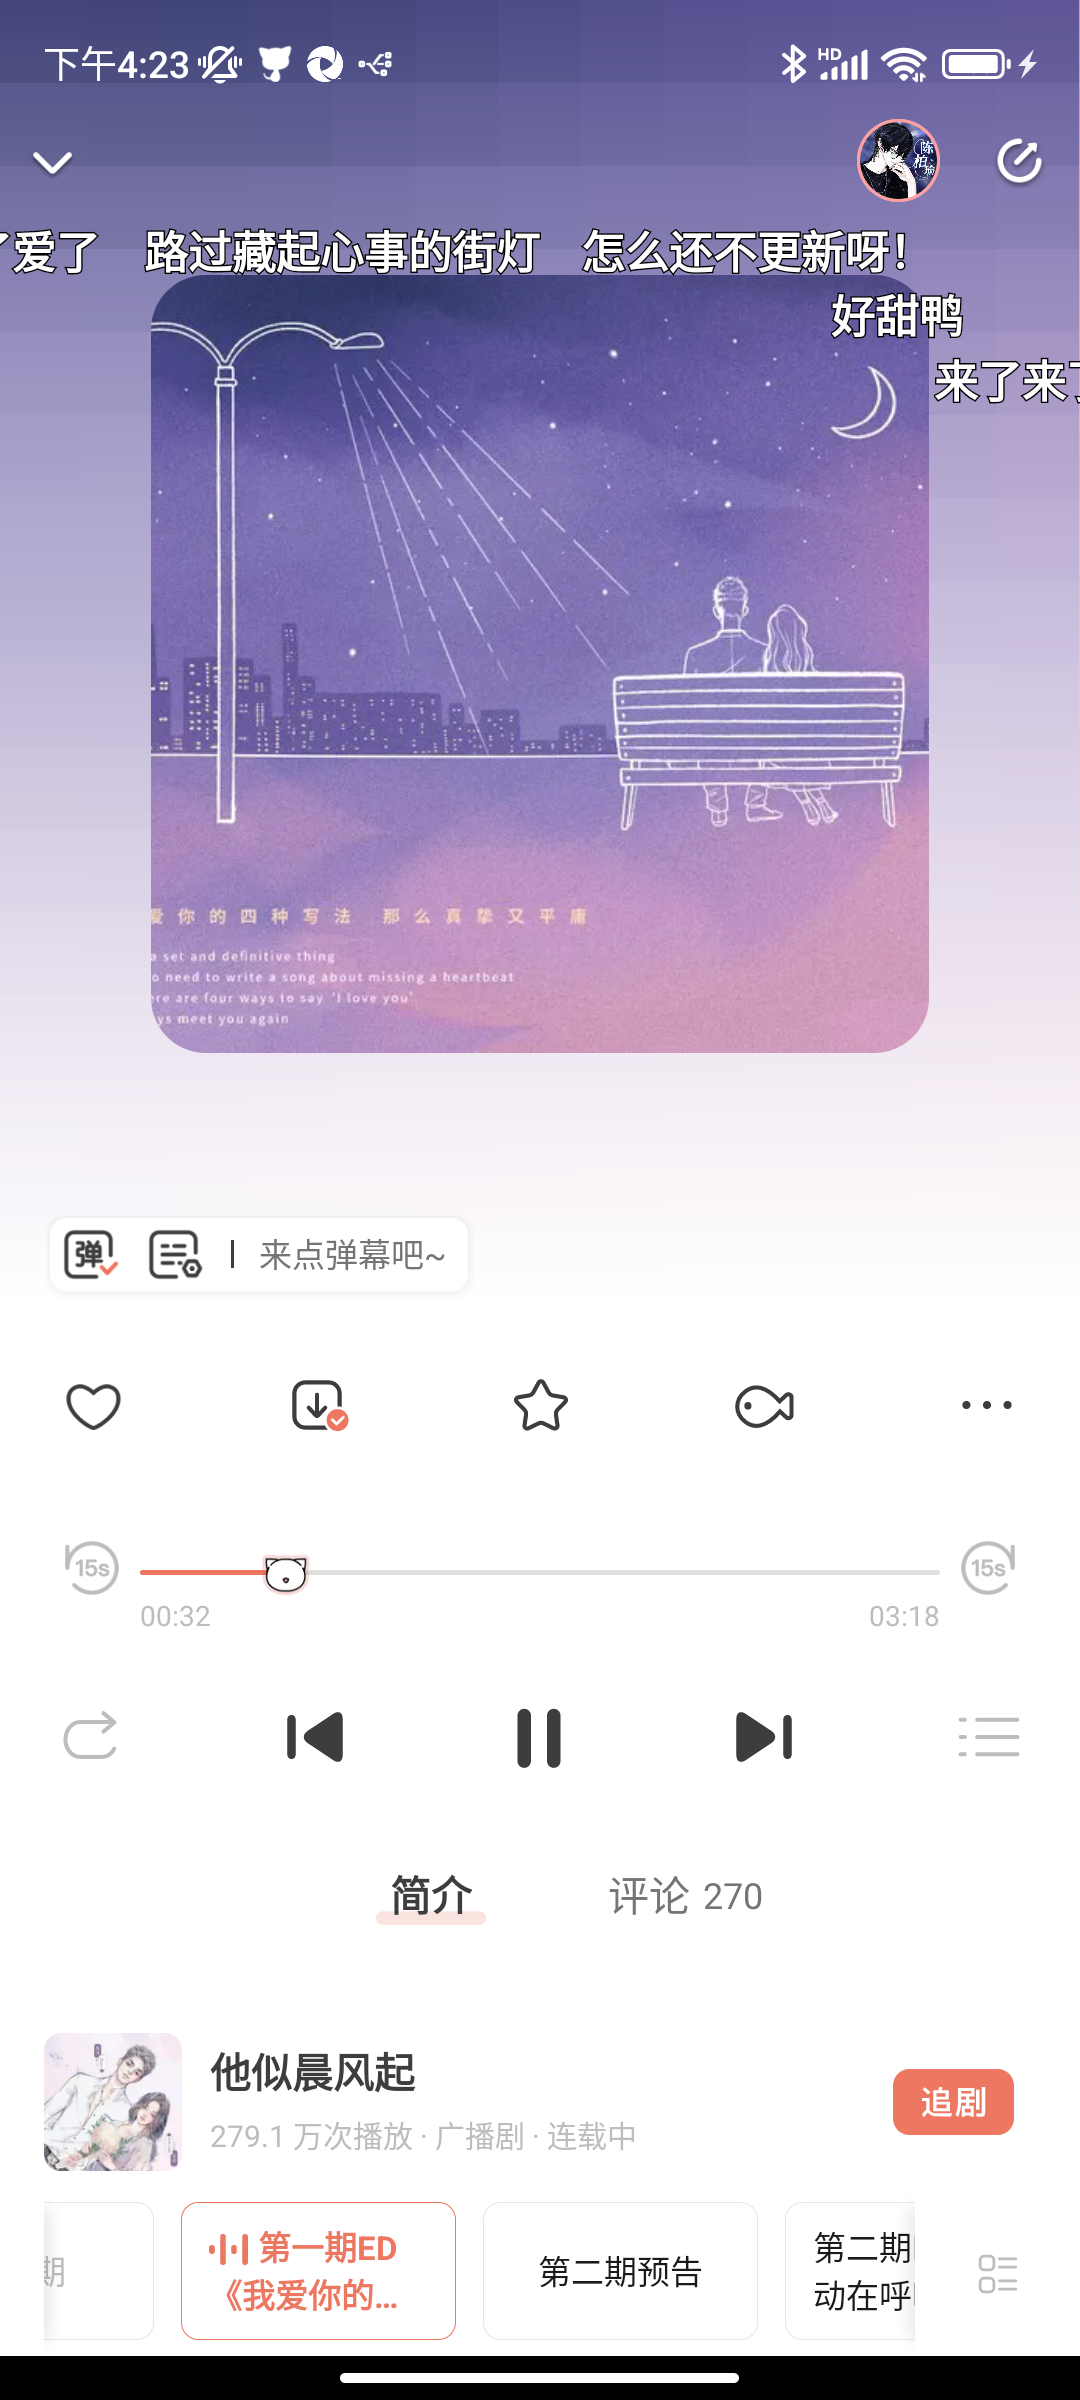 下午4:23
HD
陈柏瑜
了爱了 路过藏起心事的街灯 怎么还不更新呀！
好甜鸭
来了来了
爱你的四种写法 那么真挚又平庸
a set and definitive thing
o need to write a song about missing a heartbeat
ere are four ways to say 'I love you'
ys meet you again
弹
来点弹幕吧~
15s
15s
00:32
03:18
简介
评论 270
他似晨风起
279.1 万次播放 · 广播剧 · 连载中
追剧
期
第一期ED
《我爱你的...
第二期预告
第二期
动在呼